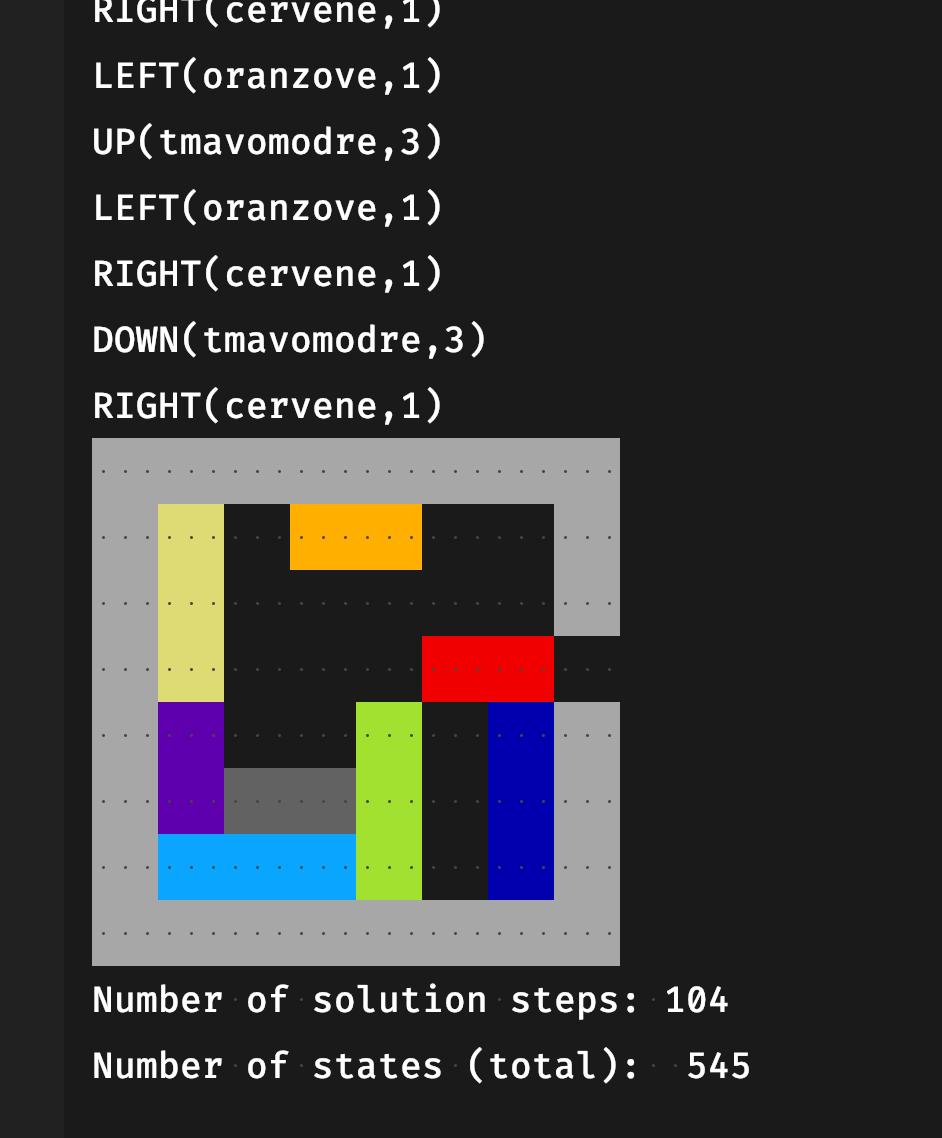 RIGHT(cervene,1)
LEFT(oranzove,1)
UP(tmavomodre,3)
LEFT(oranzove,1)
RIGHT(cervene,1)
DOWN(tmavomodre,3)
RIGHT(cervene,1)
Number of solution steps: 104
Number of states (total):  545